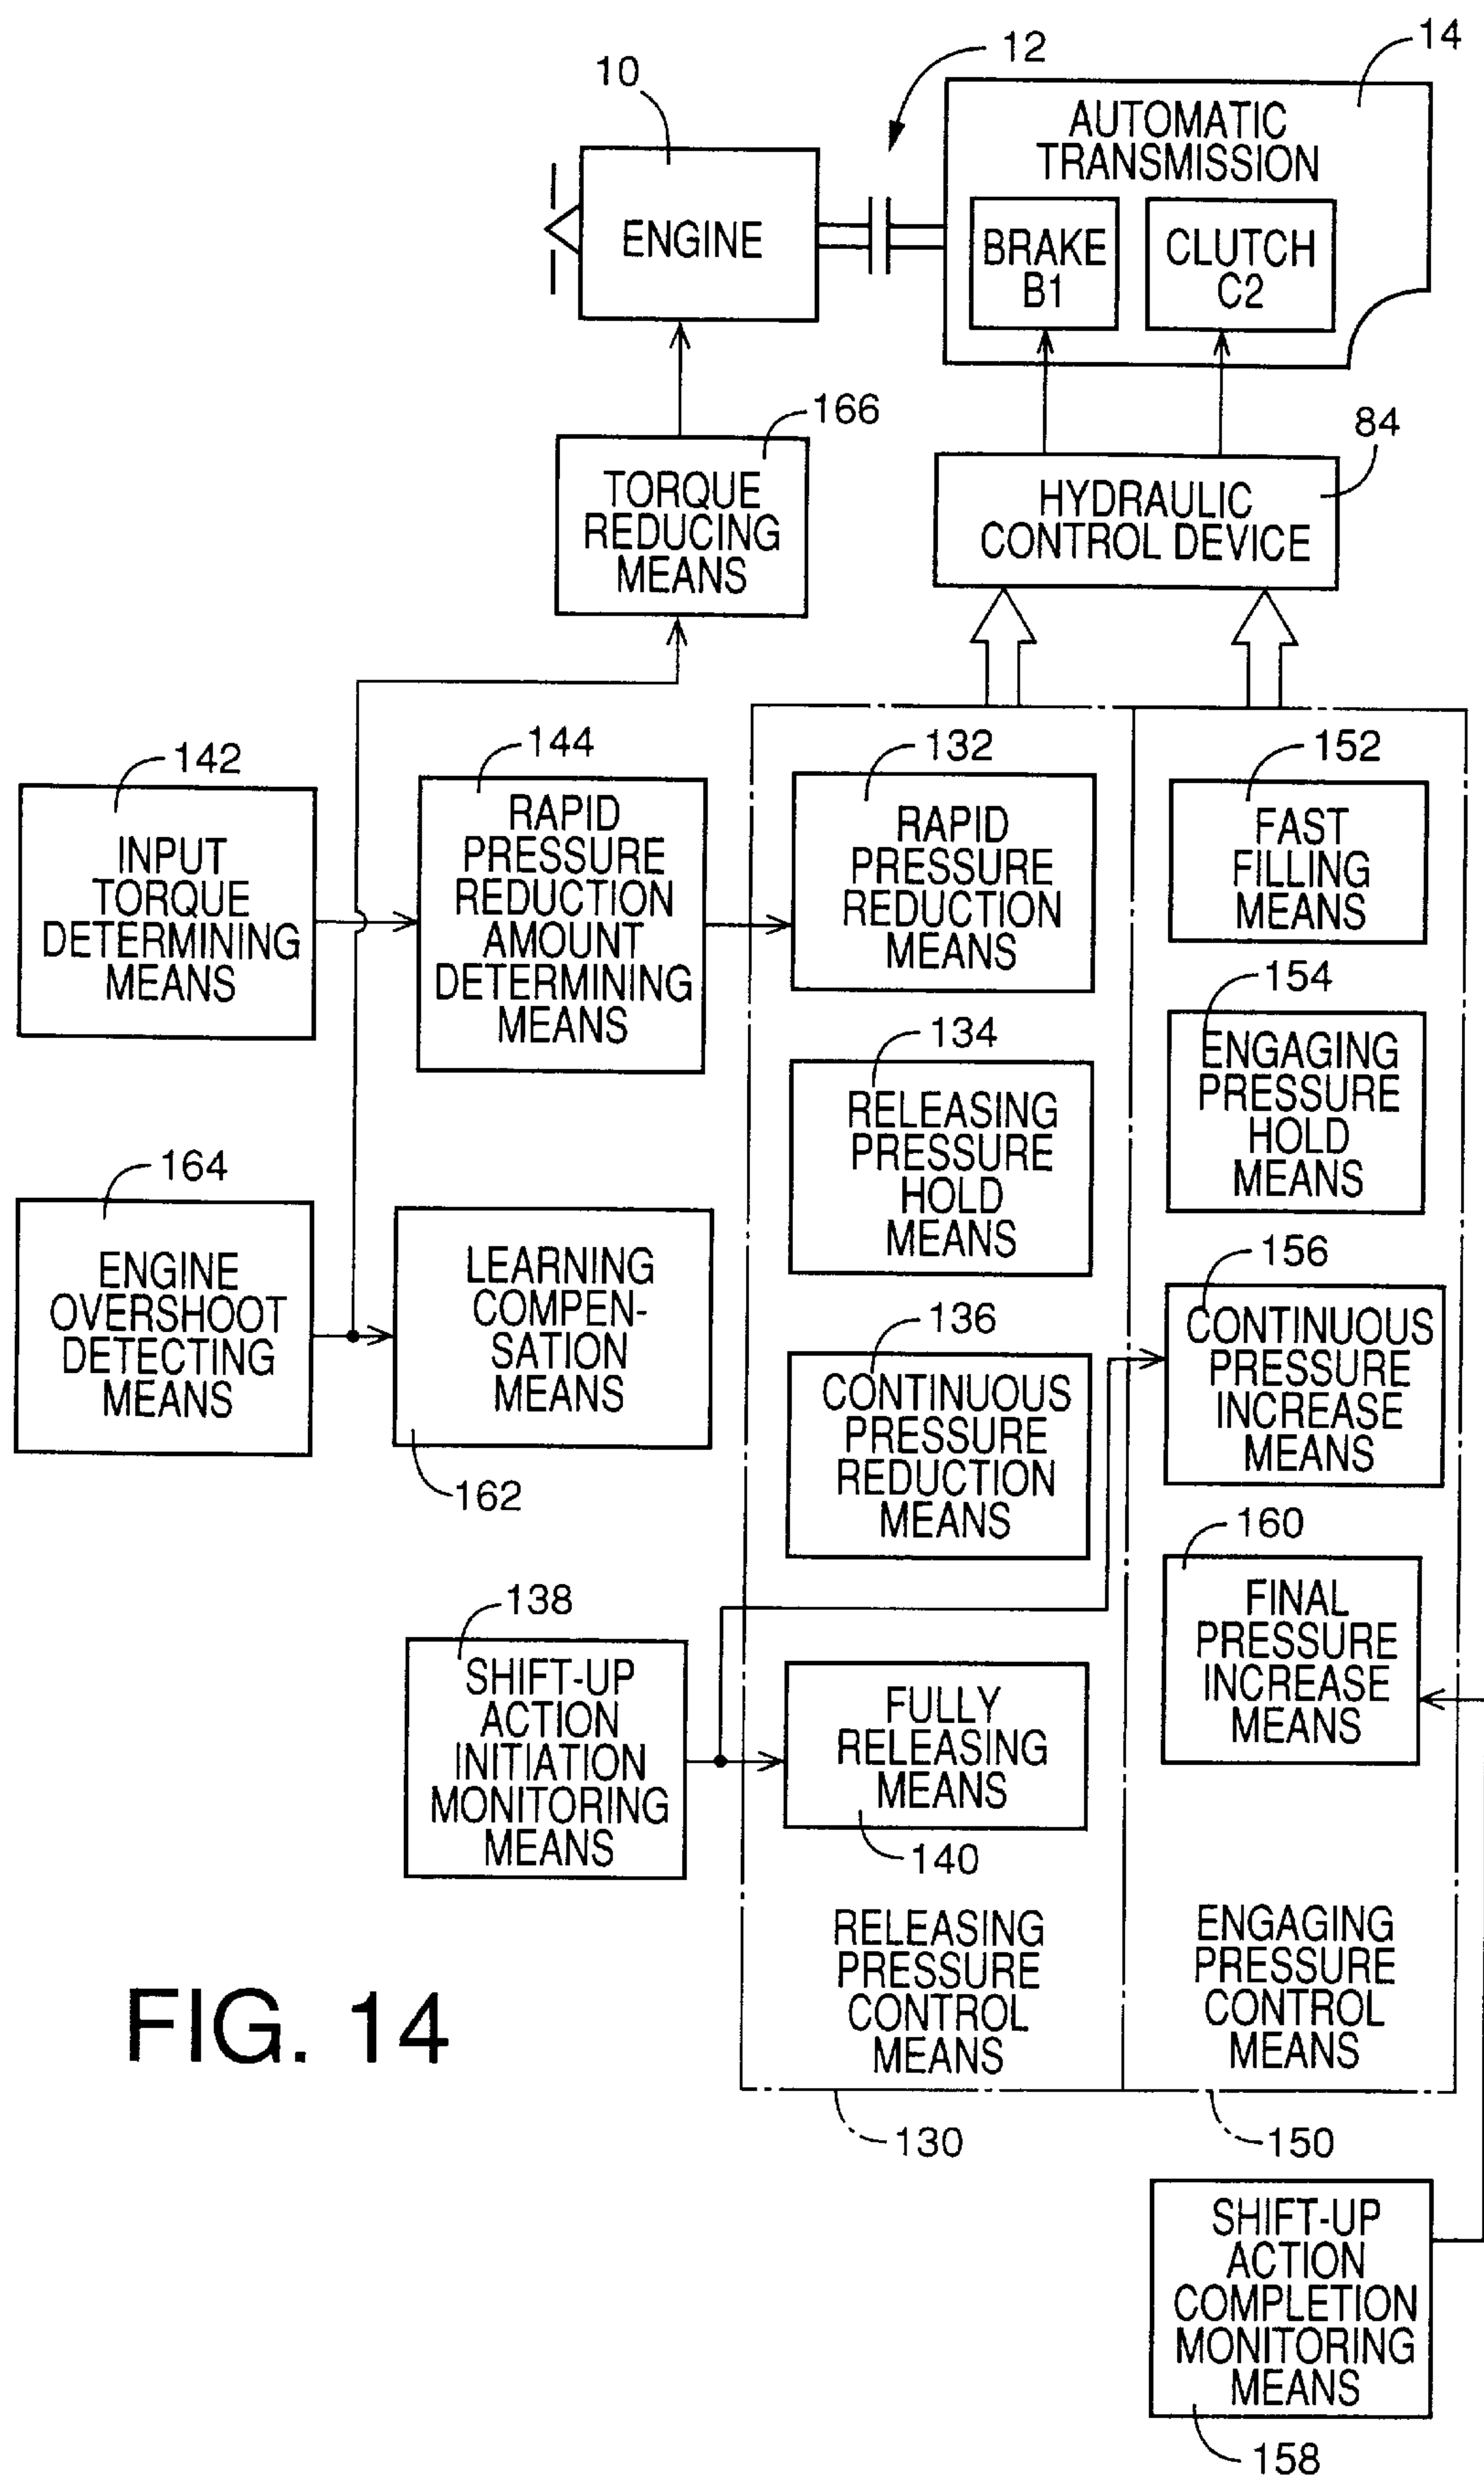 10
12
14
AUTOMATIC
TRANSMISSION
ENGINE
BRAKE
B1
CLUTCH
C2
166
84
TORQUE
REDUCING
MEANS
HYDRAULIC
CONTROL DEVICE
142
INPUT
TORQUE
DETERMINING
MEANS
144
RAPID
PRESSURE
REDUCTION
AMOUNT
DETERMINING
MEANS
132
RAPID
PRESSURE
REDUCTION
MEANS
152
FAST
FILLING
MEANS
134
RELEASING
PRESSURE
HOLD
MEANS
154
ENGAGING
PRESSURE
HOLD
MEANS
164
ENGINE
OVERSHOOT
DETECTING
MEANS
LEARNING
COMPEN-
SATION
MEANS
162
136
CONTINUOUS
PRESSURE
REDUCTION
MEANS
156
CONTINUOUS
PRESSURE
INCREASE
MEANS
160
FINAL
PRESSURE
INCREASE
MEANS
138
SHIFT-UP
ACTION
INITIATION
MONITORING
MEANS
FULLY
RELEASING
MEANS
140
RELEASING
PRESSURE
CONTROL
MEANS
130
ENGAGING
PRESSURE
CONTROL
MEANS
150
SHIFT-UP
ACTION
COMPLETION
MONITORING
MEANS
158
FIG. 14